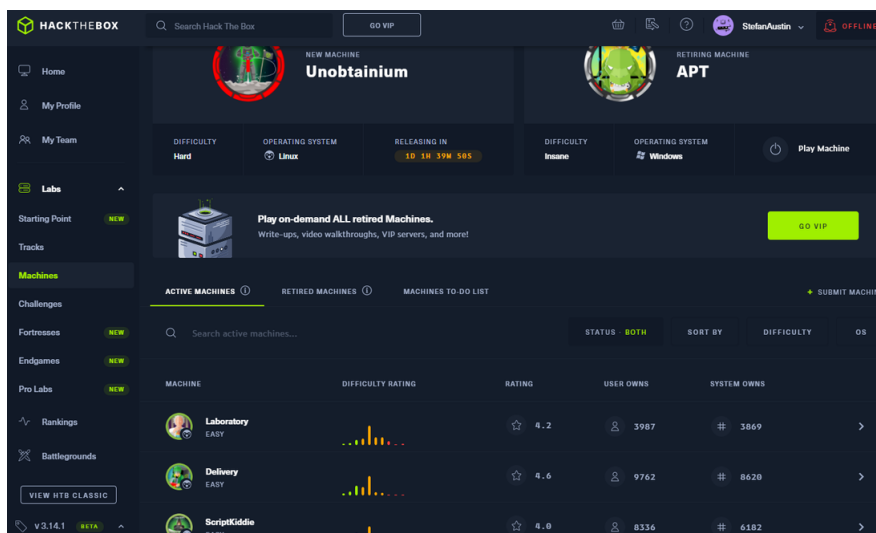 HACKTHEBOX
Search Hack The Box
GO VIP
StefanAustin
OFFLINE
Home
My Profile
My Team
Labs
Starting Point NEW
Tracks
Machines
Challenges
Fortresses NEW
Endgames NEW
Pro Labs NEW
Rankings
Battlegrounds
VIEW HTB CLASSIC
v 3.14.1 BETA
NEW MACHINE
Unobtainium
DIFFICULTY
Hard
OPERATING SYSTEM
Linux
RELEASING IN
1D 1H 39M 50S
RETIRING MACHINE
APT
DIFFICULTY
Insane
OPERATING SYSTEM
Windows
Play Machine
Play on-demand ALL retired Machines.
Write-ups, video walkthroughs, VIP servers, and more!
GO VIP
ACTIVE MACHINES RETIRED MACHINES MACHINES TO-DO LIST + SUBMIT MACHIN
Search active machines...
STATUS · BOTH SORT BY DIFFICULTY OS
MACHINE DIFFICULTY RATING RATING USER OWNS SYSTEM OWNS
Laboratory
EASY
4.2 3987 # 3869
Delivery
EASY
4.6 9762 # 8620
ScriptKiddie
4.0 8336 # 6182